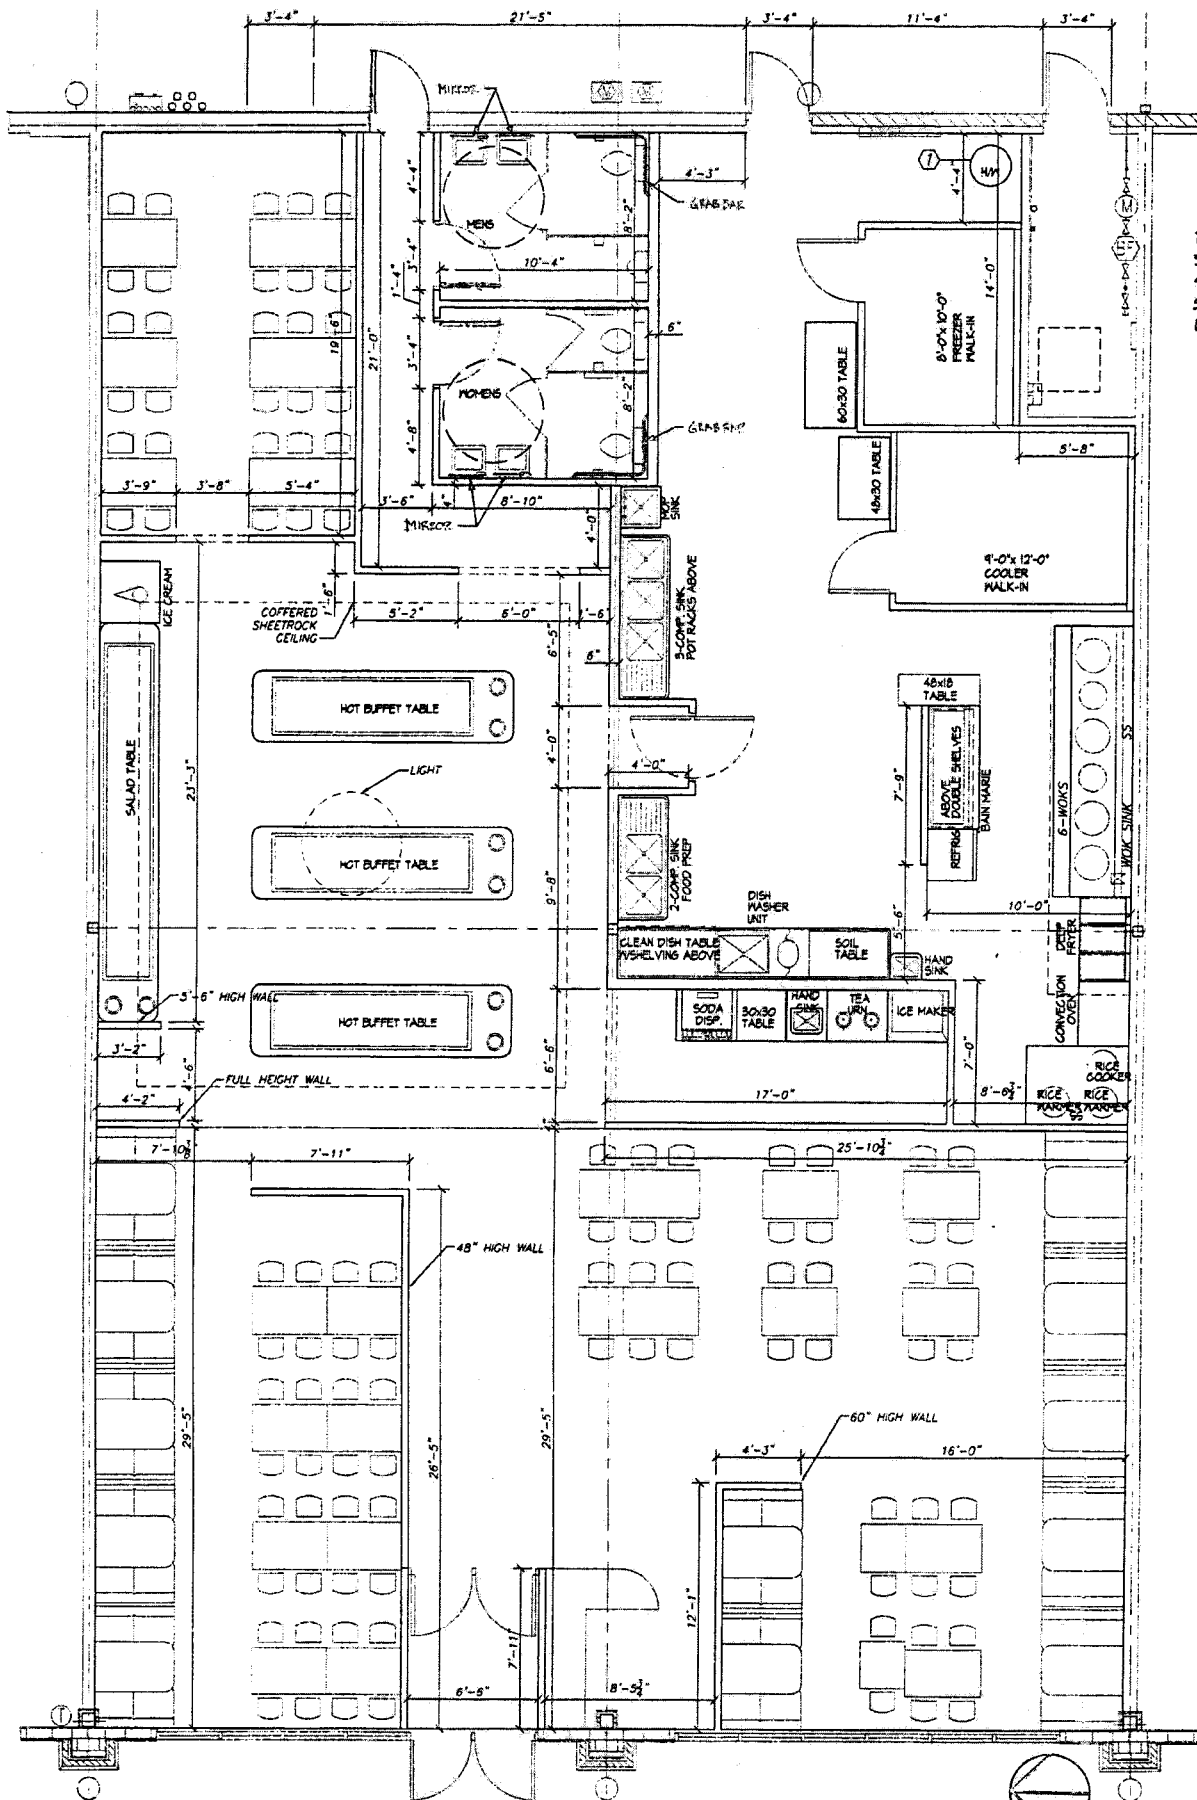 3'-4"
21'-5"
3'-4"
11'-4"
3'-4"
MIRROR
4'-4"
MENS
8'-2"
GRAB BAR
4'-3"
1
H/W
4'-4"
10'-4"
3'-4"
1'-4"
14'-0"
8'-0"x 10'-0"
FREEZER
WALK-IN
19'-6"
21'-0"
6"
3'-4"
WOMENS
8'-2"
60x30 TABLE
4'-8"
GRAB BAR
5'-8"
48x30 TABLE
3'-9"
3'-8"
5'-4"
3'-6"
4"
8'-10"
MIRROR
4'-0"
MOP
SINK
9'-0"x 12'-0"
COOLER
WALK-IN
ICE CREAM
1'-6"
COFFERED
SHEETROCK
CEILING
5'-2"
6'-0"
1'-6"
6'-5"
6"
3-COMP. SINK
POT RACKS ABOVE
HOT BUFFET TABLE
48x18
TABLE
SALAD TABLE
23'-3"
LIGHT
4'-0"
4'-0"
7'-9"
ABOVE
DOUBLE SHELVES
BAIN MARIE
REFRIG
6-WOKS
SS
WOK SINK
HOT BUFFET TABLE
9'-8"
2-COMP. SINK
FOOD PREP
DISH
WASHER
UNIT
5'-6"
10'-0"
DEEP
FRYER
CLEAN DISH TABLE
W/SHELVING ABOVE
SOIL
TABLE
HAND
SINK
5'-6" HIGH WALL
HOT BUFFET TABLE
SODA
DISP.
30x30
TABLE
HAND
SINK
TEA
URN
ICE MAKER
CONVECTION
OVEN
3'-2"
4'-6"
6'-6"
7'-0"
FULL HEIGHT WALL
4'-2"
17'-0"
8'-6 3/4"
RICE
COOKER
RICE
WARMER
RICE
WARMER
SS
7'-10 3/8"
7'-11"
4"
25'-10 3/4"
48" HIGH WALL
60" HIGH WALL
29'-5"
26'-5"
29'-5"
4'-3"
16'-0"
12'-1"
7'-11"
6'-5"
8'-5 3/4"